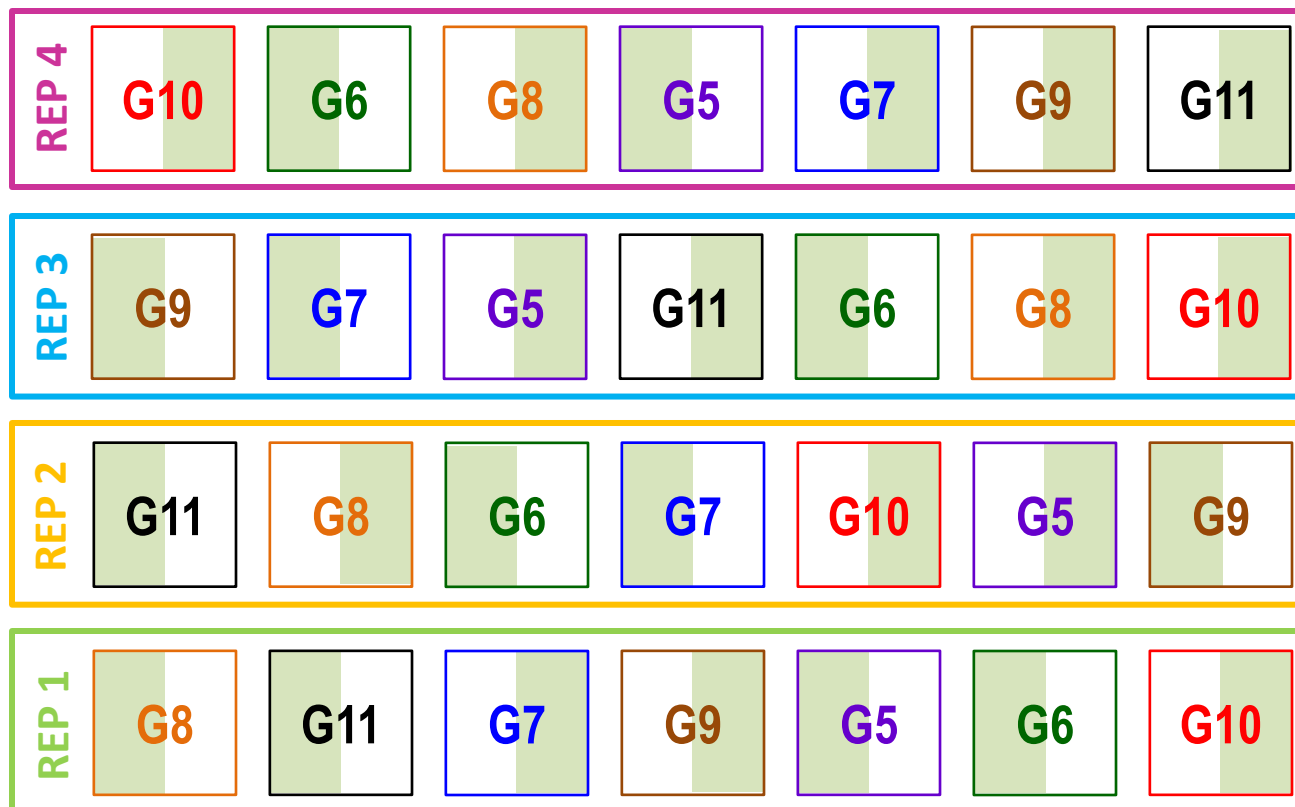 REP 4 G10 G6 G8 G5 G7 G9 G11
REP 3 G9 G7 G5 G11 G6 G8 G10
REP 2 G11 G8 G6 G7 G10 G5 G9
REP 1 G8 G11 G7 G9 G5 G6 G10